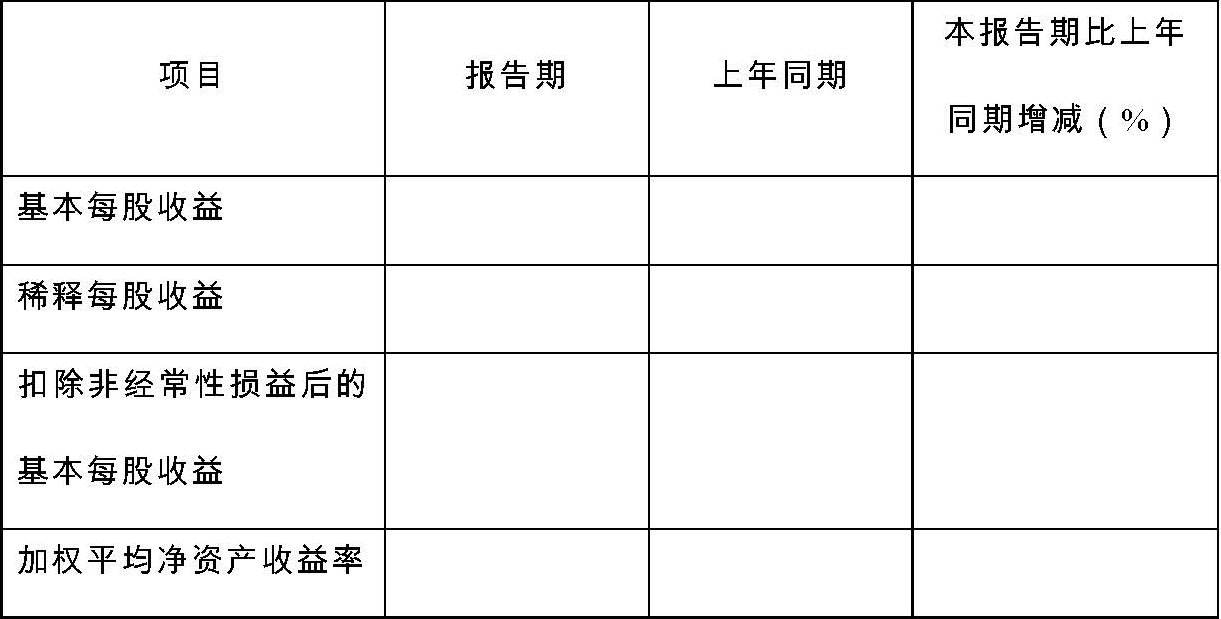 项目
报告期
上年同期
本报告期比上年
同期增减（%）
基本每股收益
稀释每股收益
扣除非经常性损益后的
基本每股收益
加权平均净资产收益率